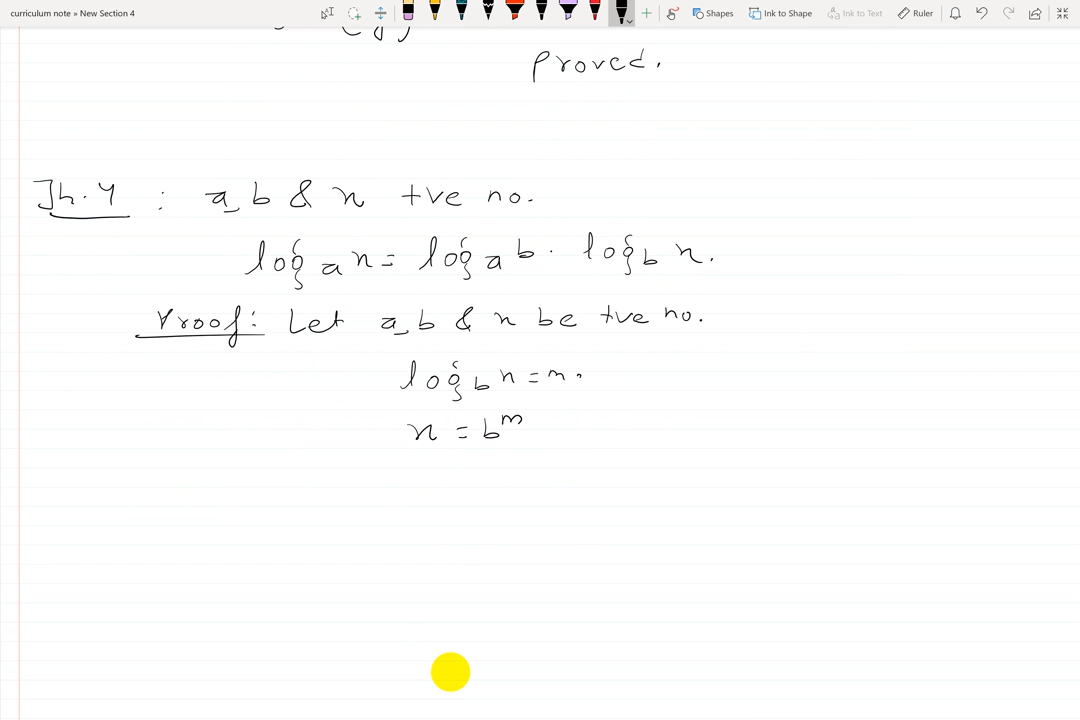 curriculum note » New Section 4
Shapes Ink to Shape Ink to Text Ruler
proved.
Th. 4 : a, b & x +ve no.
log a x = log a b . log b x.
Proof: Let a, b & x be +ve no.
log b x = m.
x = b^m